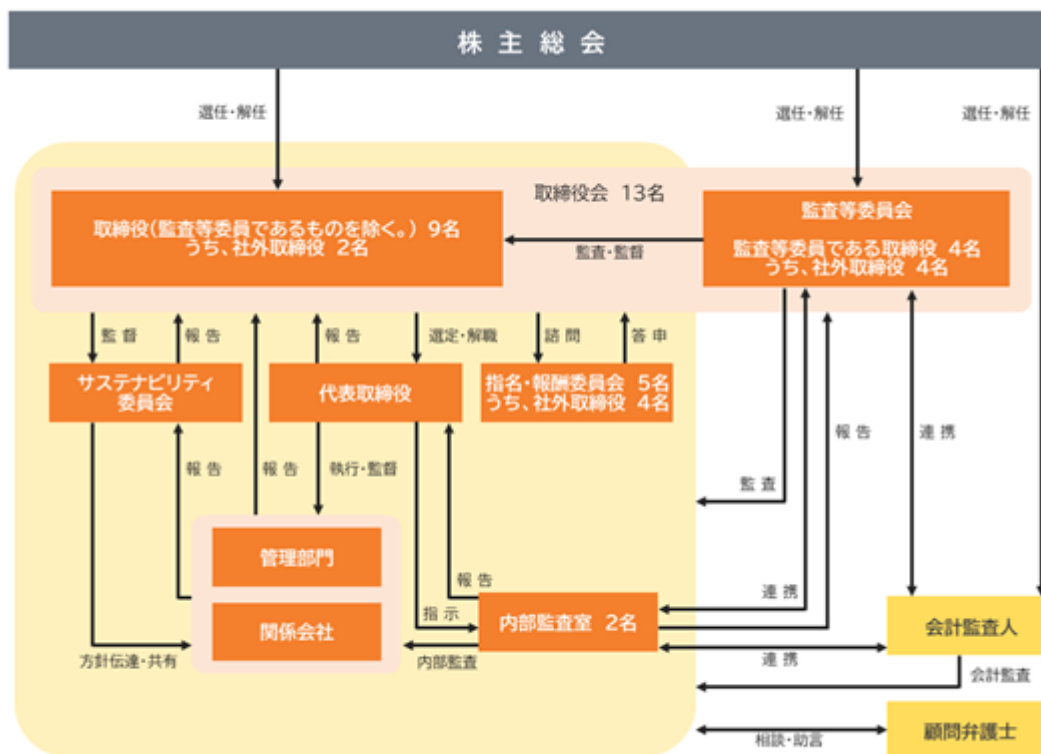 株主総会
選任・解任
選任・解任
選任・解任
取締役会 13名
取締役(監査等委員であるものを除く。) 9名
うち、社外取締役 2名
監査・監督
監査等委員会
監査等委員である取締役 4名
うち、社外取締役 4名
監督
報告
報告
報告
選定・解職
諮問
答申
サステナビリティ
委員会
代表取締役
指名・報酬委員会 5名
うち、社外取締役 4名
報告
執行・監督
監査
報告
連携
管理部門
関係会社
報告
指示
内部監査室 2名
連携
会計監査人
方針伝達・共有
内部監査
連携
会計監査
顧問弁護士
相談・助言